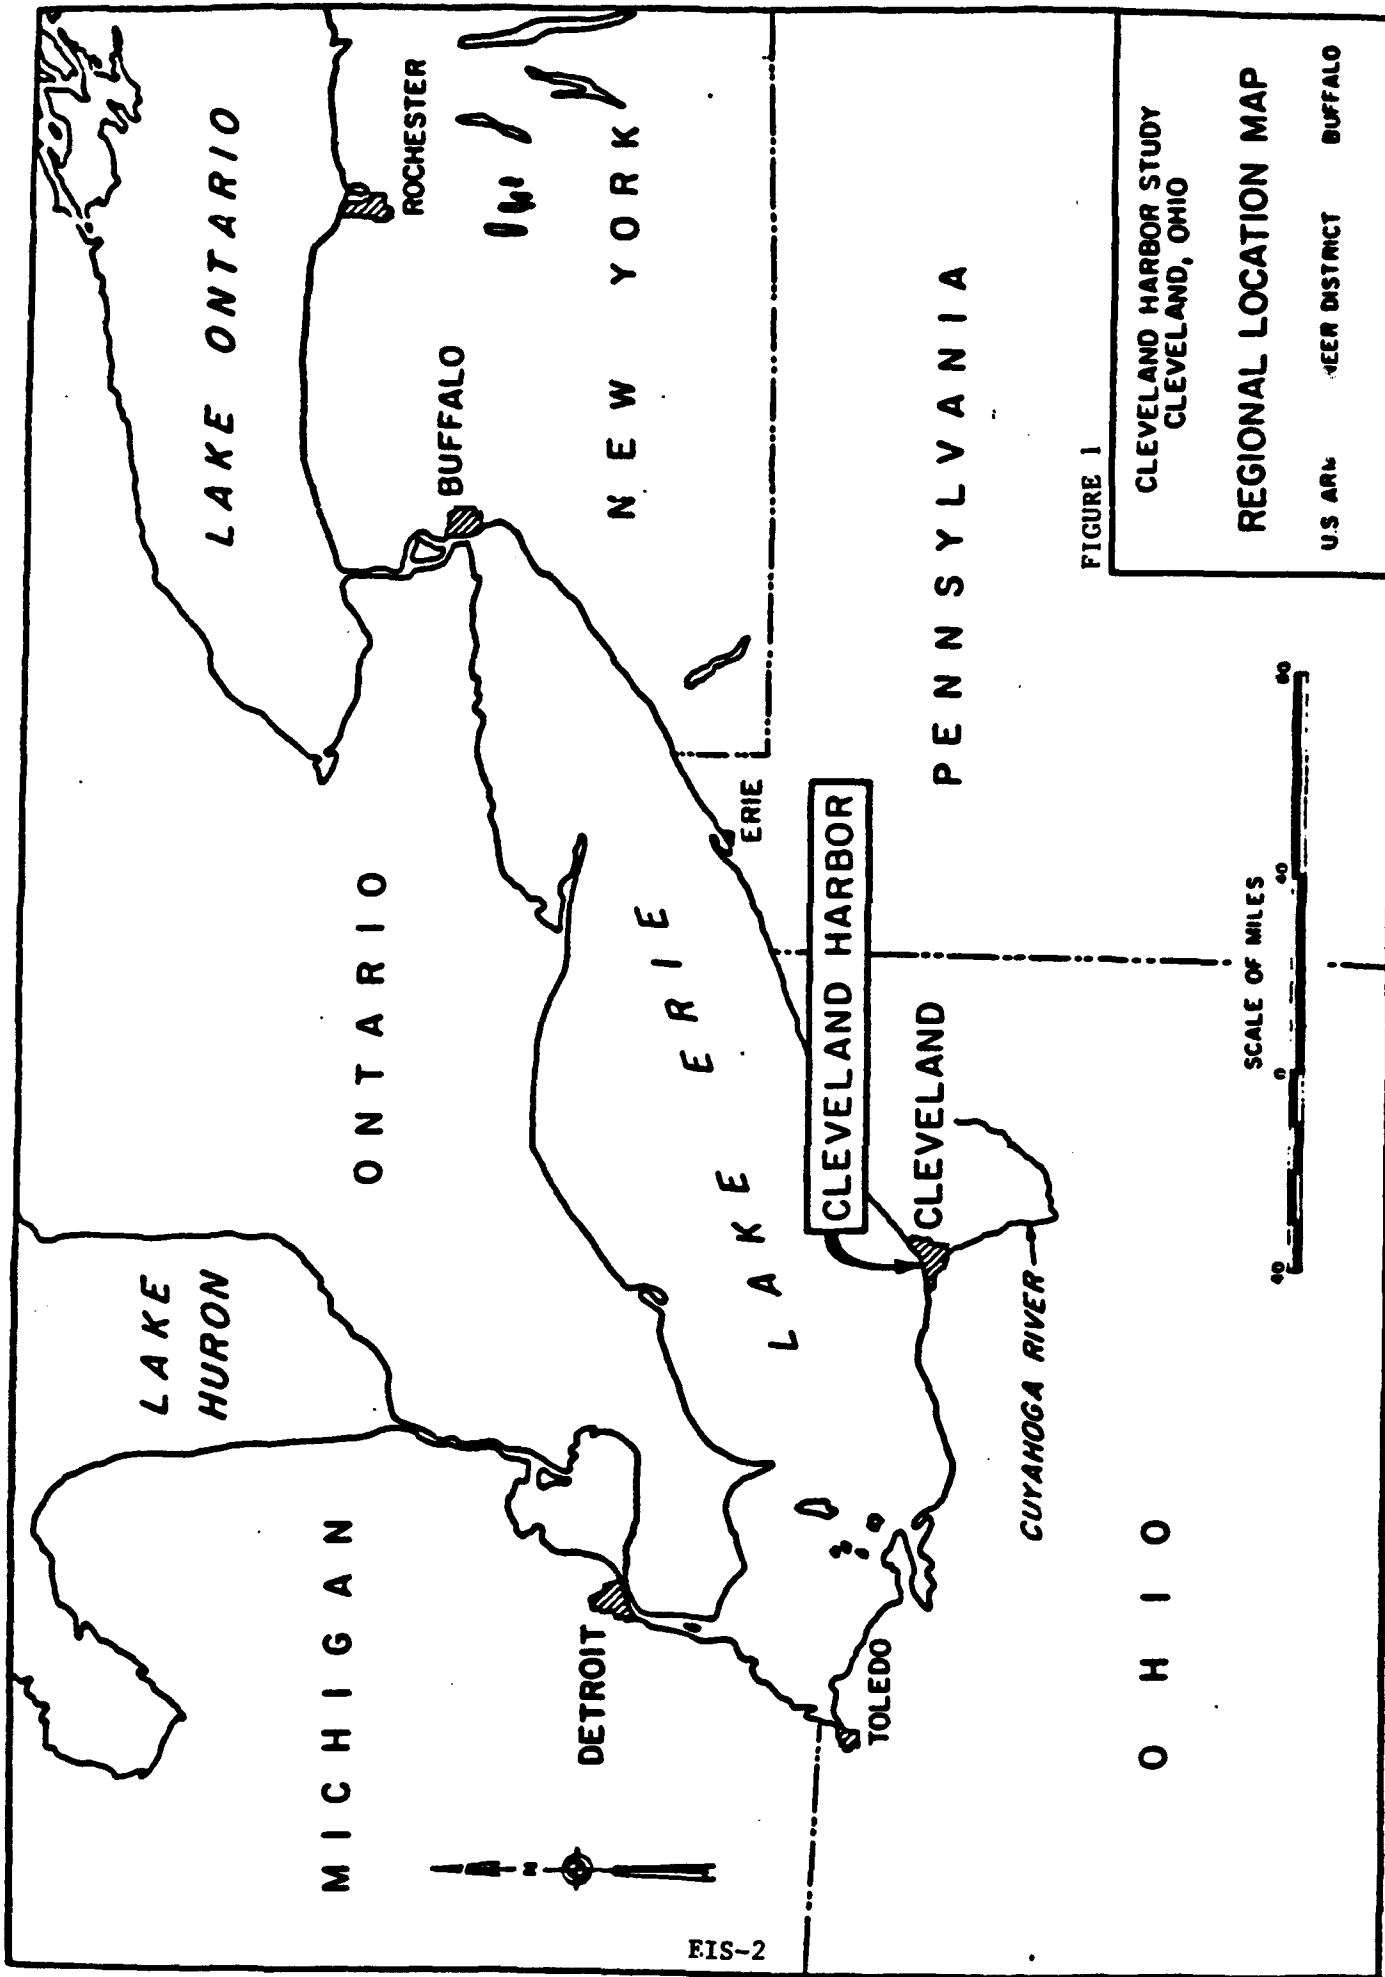 LAKE ONTARIO
ROCHESTER
BUFFALO
NEW YORK
ONTARIO
LAKE
HURON
MICHIGAN
DETROIT
LAKE ERIE
ERIE
PENNSYLVANIA
CLEVELAND HARBOR
CLEVELAND
CUYAHOGA RIVER
TOLEDO
OHIO
N
SCALE OF MILES
40 0 40 80
FIGURE 1
CLEVELAND HARBOR STUDY
CLEVELAND, OHIO
REGIONAL LOCATION MAP
U.S DISTRICT BUFFALO
EIS-2